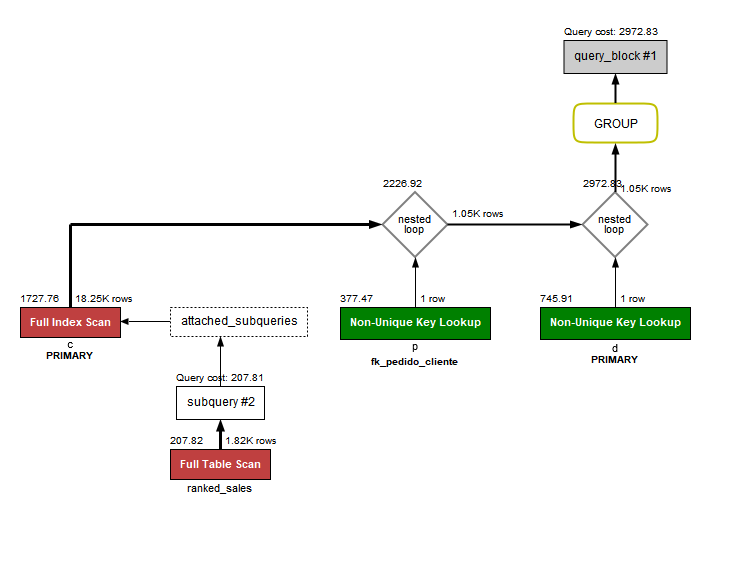 Query cost: 2972.83
query_block #1
GROUP
2226.92
2972.83
1.05K rows
nested
loop
1.05K rows
nested
loop
1727.76
18.25K rows
Full Index Scan
c
PRIMARY
attached_subqueries
377.47
1 row
Non-Unique Key Lookup
p
fk_pedido_cliente
745.91
1 row
Non-Unique Key Lookup
d
PRIMARY
Query cost: 207.81
subquery #2
207.82
1.82K rows
Full Table Scan
ranked_sales